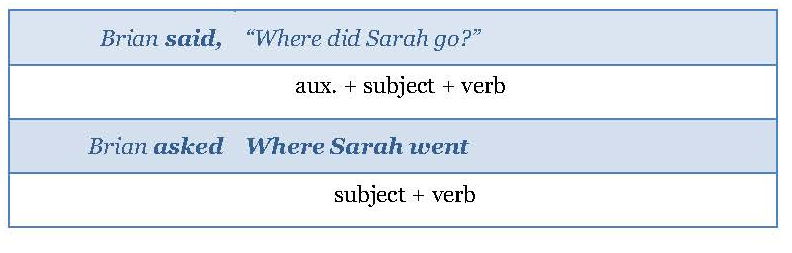 Brian said, “Where did Sarah go?”
aux. + subject + verb
Brian asked Where Sarah went
subject + verb